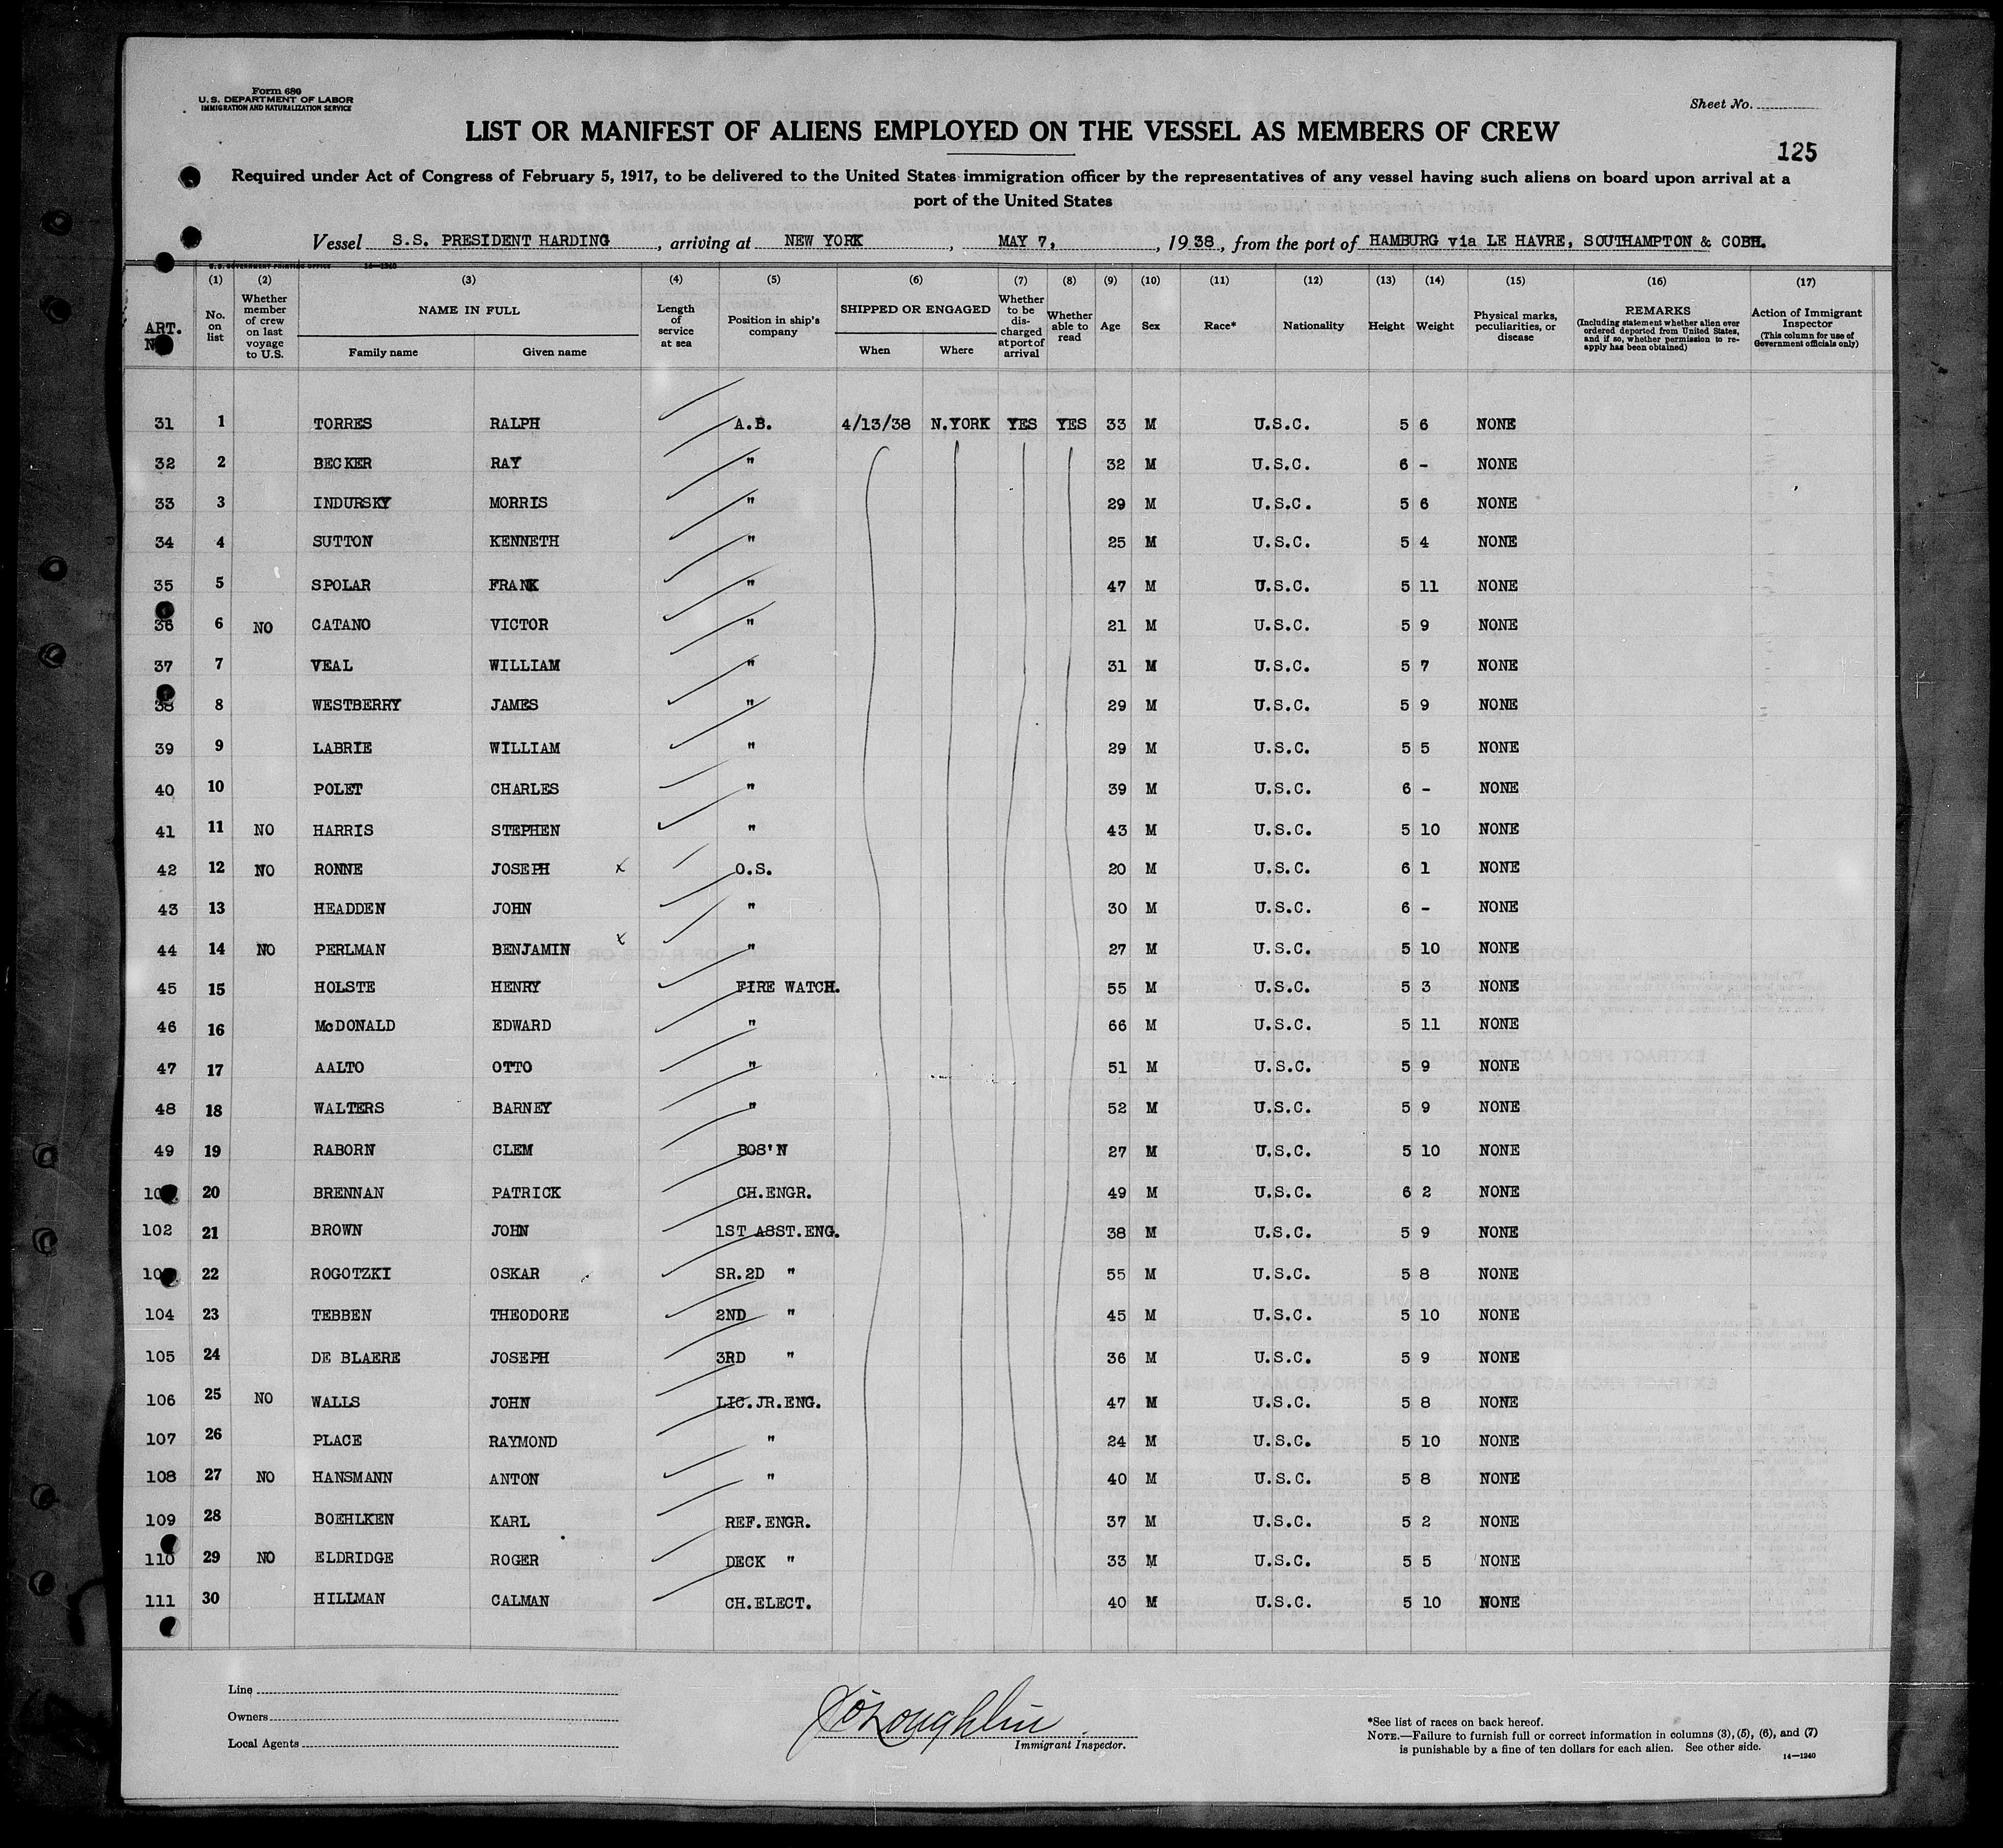 Form 680
U. S. DEPARTMENT OF LABOR
IMMIGRATION AND NATURALIZATION SERVICE
Sheet No.
LIST OR MANIFEST OF ALIENS EMPLOYED ON THE VESSEL AS MEMBERS OF CREW
125
Required under Act of Congress of February 5, 1917, to be delivered to the United States immigration officer by the representatives of any vessel having such aliens on board upon arrival at a
port of the United States
Vessel S.S. PRESIDENT HARDING, arriving at NEW YORK, MAY 7, 1938, from the port of HAMBURG via LE HAVRE, SOUTHAMPTON & COBH.
U. S. GOVERNMENT PRINTING OFFICE 14—1240
(1) (2) (3) (4) (5) (6) (7) (8) (9) (10) (11) (12) (13) (14) (15) (16) (17)
ART.
No. on list
Whether member of crew on last voyage to U.S.
NAME IN FULL
Family name Given name
Length of service at sea
Position in ship's company
SHIPPED OR ENGAGED
When Where
Whether to be discharged at port of arrival
Whether able to read
Age Sex Race* Nationality Height Weight
Physical marks, peculiarities, or disease
REMARKS
(Including statement whether alien ever ordered deported from United States, and if so, whether permission to re-apply has been obtained)
Action of Immigrant Inspector
(This column for use of Government officials only)
31 1 TORRES RALPH A.B. 4/13/38 N.YORK YES YES 33 M U.S.C. 5 6 NONE
32 2 BECKER RAY " 32 M U.S.C. 6 - NONE
33 3 INDURSKY MORRIS " 29 M U.S.C. 5 6 NONE
34 4 SUTTON KENNETH " 25 M U.S.C. 5 4 NONE
35 5 SPOLAR FRANK " 47 M U.S.C. 5 11 NONE
36 6 NO CATANO VICTOR " 21 M U.S.C. 5 9 NONE
37 7 VEAL WILLIAM " 31 M U.S.C. 5 7 NONE
38 8 WESTBERRY JAMES " 29 M U.S.C. 5 9 NONE
39 9 LABRIE WILLIAM " 29 M U.S.C. 5 5 NONE
40 10 POLET CHARLES " 39 M U.S.C. 6 - NONE
41 11 NO HARRIS STEPHEN " 43 M U.S.C. 5 10 NONE
42 12 NO RONNE JOSEPH x O.S. 20 M U.S.C. 6 1 NONE
43 13 HEADDEN JOHN " 30 M U.S.C. 6 - NONE
44 14 NO PERLMAN BENJAMIN x " 27 M U.S.C. 5 10 NONE
45 15 HOLSTE HENRY FIRE WATCH. 55 M U.S.C. 5 3 NONE
46 16 McDONALD EDWARD " 66 M U.S.C. 5 11 NONE
47 17 AALTO OTTO " 51 M U.S.C. 5 9 NONE
48 18 WALTERS BARNEY " 52 M U.S.C. 5 9 NONE
49 19 RABORN CLEM BOS'N 27 M U.S.C. 5 10 NONE
20 BRENNAN PATRICK CH.ENGR. 49 M U.S.C. 6 2 NONE
102 21 BROWN JOHN 1ST ASST.ENG. 38 M U.S.C. 5 9 NONE
22 ROGOTZKI OSKAR SR.2D " 55 M U.S.C. 5 8 NONE
104 23 TEBBEN THEODORE 2ND " 45 M U.S.C. 5 10 NONE
105 24 DE BLAERE JOSEPH 3RD " 36 M U.S.C. 5 9 NONE
106 25 NO WALLS JOHN LIC.JR.ENG. 47 M U.S.C. 5 8 NONE
107 26 PLACE RAYMOND " 24 M U.S.C. 5 10 NONE
108 27 NO HANSMANN ANTON " 40 M U.S.C. 5 8 NONE
109 28 BOEHLKEN KARL REF.ENGR. 37 M U.S.C. 5 2 NONE
110 29 NO ELDRIDGE ROGER DECK " 33 M U.S.C. 5 5 NONE
111 30 HILLMAN CALMAN CH.ELECT. 40 M U.S.C. 5 10 NONE
Line
Owners
Local Agents
O'Loughlin
Immigrant Inspector.
*See list of races on back hereof.
NOTE.—Failure to furnish full or correct information in columns (3), (5), (6), and (7)
is punishable by a fine of ten dollars for each alien. See other side.
14—1240